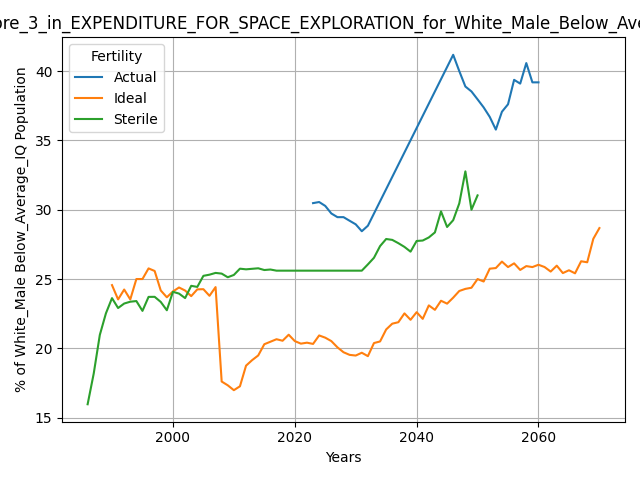 ore_3_in_EXPENDITURE_FOR_SPACE_EXPLORATION_for_White_Male_Below_Ave
Fertility
Actual
Ideal
Sterile
% of White_Male Below_Average_IQ Population
40
35
30
25
20
15
2000
2020
2040
2060
Years